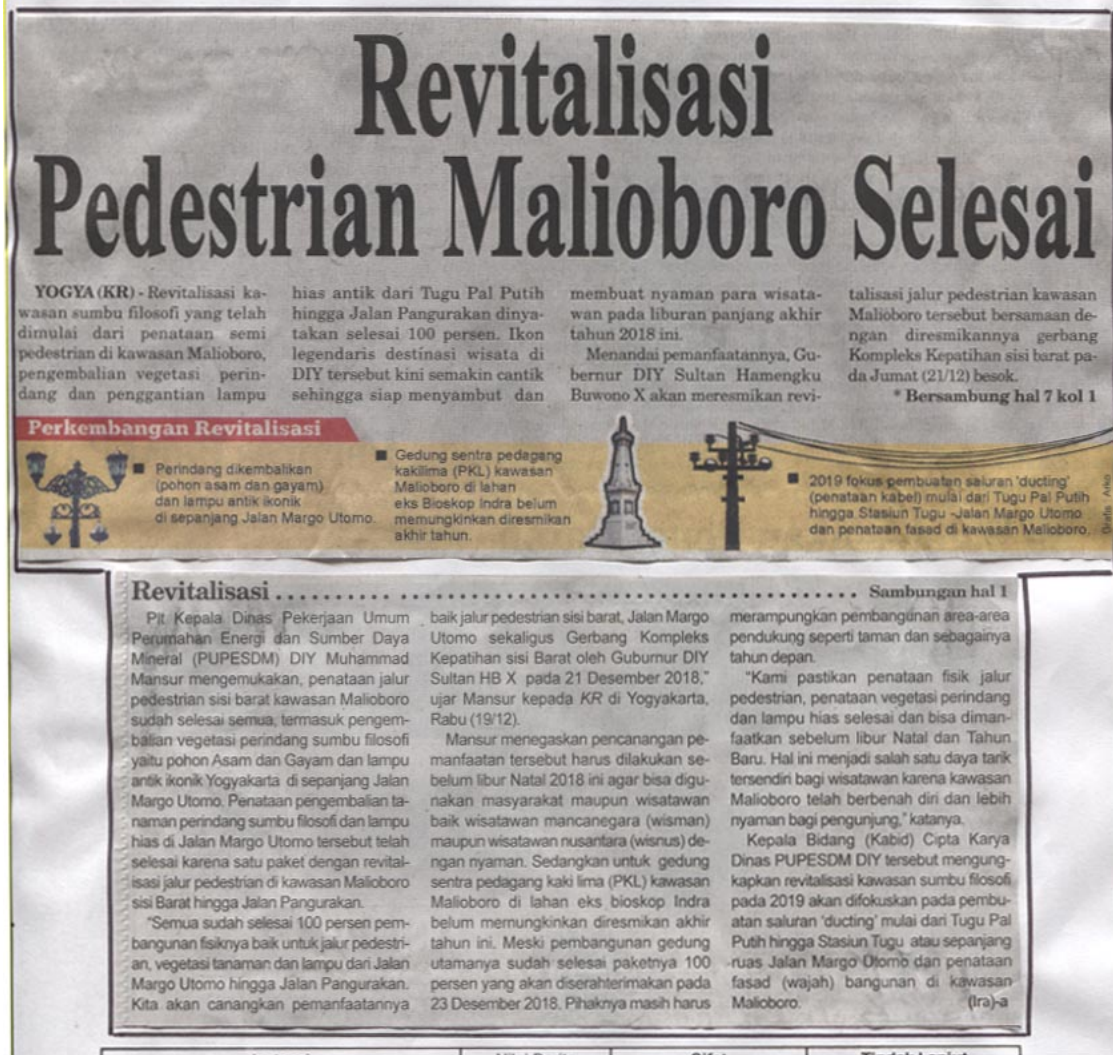 Revitalisasi
Pedestrian Malioboro Selesai
YOGYA (KR) - Revitalisasi ka-
wasan sumbu filosofi yang telah
dimulai dari penataan semi
pedestrian di kawasan Malioboro,
pengembalian vegetasi perin-
dang dan penggantian lampu
hias antik dari Tugu Pal Putih
hingga Jalan Pangurakan dinya-
takan selesai 100 persen. Ikon
legendaris destinasi wisata di
DIY tersebut kini semakin cantik
sehingga siap menyambut dan
membuat nyaman para wisata-
wan pada liburan panjang akhir
tahun 2018 ini.
Menandai pemanfaatannya, Gu-
bernur DIY Sultan Hamengku
Buwono X akan meresmikan revi-
talisasi jalur pedestrian kawasan
Malioboro tersebut bersamaan de-
ngan diresmikannya gerbang
Kompleks Kepatihan sisi barat pa-
da Jumat (21/12) besok.
* Bersambung hal 7 kol 1
Perkembangan Revitalisasi
■ Perindang dikembalikan
(pohon asam dan gayam)
dan lampu antik ikonik
di sepanjang Jalan Margo Utomo.
■ Gedung sentra pedagang
kakilima (PKL) kawasan
Malioboro di lahan
eks Bioskop Indra belum
memungkinkan diresmikan
akhir tahun.
■ 2019 fokus pembuatan saluran 'ducting'
(penataan kabel) mulai dari Tugu Pal Putih
hingga Stasiun Tugu -Jalan Margo Utomo
dan penataan fasad di kawasan Malioboro.
Grafis : Arko
Revitalisasi . . . . . . . . . . . . . . . . . . . . Sambungan hal 1
Plt Kepala Dinas Pekerjaan Umum
Perumahan Energi dan Sumber Daya
Mineral (PUPESDM) DIY Muhammad
Mansur mengemukakan, penataan jalur
pedestrian sisi barat kawasan Malioboro
sudah selesai semua, termasuk pengem-
balian vegetasi perindang sumbu filosofi
yaitu pohon Asam dan Gayam dan lampu
antik ikonik Yogyakarta di sepanjang Jalan
Margo Utomo. Penataan pengembalian ta-
naman perindang sumbu filosofi dan lampu
hias di Jalan Margo Utomo tersebut telah
selesai karena satu paket dengan revital-
isasi jalur pedestrian di kawasan Malioboro
sisi Barat hingga Jalan Pangurakan.
"Semua sudah selesai 100 persen pem-
bangunan fisiknya baik untuk jalur pedestri-
an, vegetasi tanaman dan lampu dari Jalan
Margo Utomo hingga Jalan Pangurakan.
Kita akan canangkan pemanfaatannya
baik jalur pedestrian sisi barat, Jalan Margo
Utomo sekaligus Gerbang Kompleks
Kepatihan sisi Barat oleh Guburnur DIY
Sultan HB X pada 21 Desember 2018,"
ujar Mansur kepada KR di Yogyakarta,
Rabu (19/12).
Mansur menegaskan pencanangan pe-
manfaatan tersebut harus dilakukan se-
belum libur Natal 2018 ini agar bisa digu-
nakan masyarakat maupun wisatawan
baik wisatawan mancanegara (wisman)
maupun wisatawan nusantara (wisnus) de-
ngan nyaman. Sedangkan untuk gedung
sentra pedagang kaki lima (PKL) kawasan
Malioboro di lahan eks bioskop Indra
belum memungkinkan diresmikan akhir
tahun ini. Meski pembangunan gedung
utamanya sudah selesai paketnya 100
persen yang akan diserahterimakan pada
23 Desember 2018. Pihaknya masih harus
merampungkan pembangunan area-area
pendukung seperti taman dan sebagainya
tahun depan.
"Kami pastikan penataan fisik jalur
pedestrian, penataan vegetasi perindang
dan lampu hias selesai dan bisa diman-
faatkan sebelum libur Natal dan Tahun
Baru. Hal ini menjadi salah satu daya tarik
tersendiri bagi wisatawan karena kawasan
Malioboro telah berbenah diri dan lebih
nyaman bagi pengunjung," katanya.
Kepala Bidang (Kabid) Cipta Karya
Dinas PUPESDM DIY tersebut mengung-
kapkan revitalisasi kawasan sumbu filosofi
pada 2019 akan difokuskan pada pembu-
atan saluran 'ducting' mulai dari Tugu Pal
Putih hingga Stasiun Tugu atau sepanjang
ruas Jalan Margo Utomo dan penataan
fasad (wajah) bangunan di kawasan
Malioboro. (Ira)-a